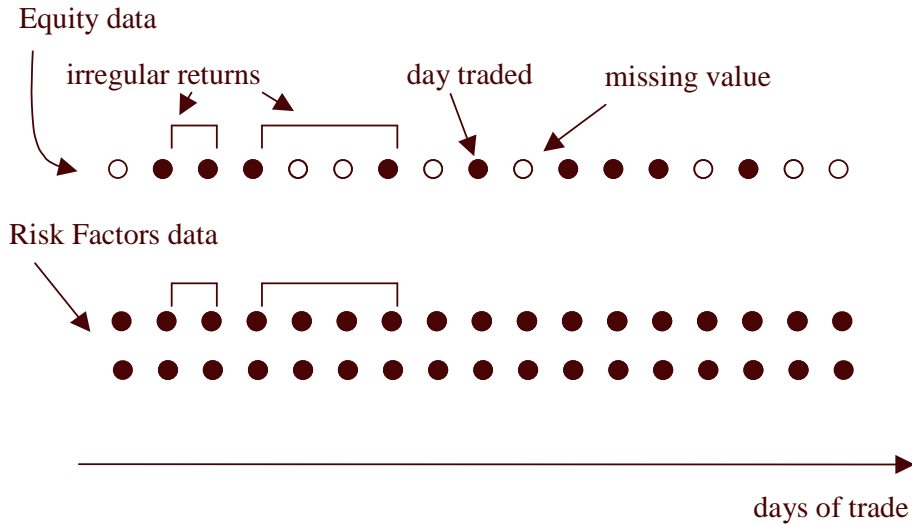 Equity data
irregular returns
day traded
missing value
Risk Factors data
days of trade